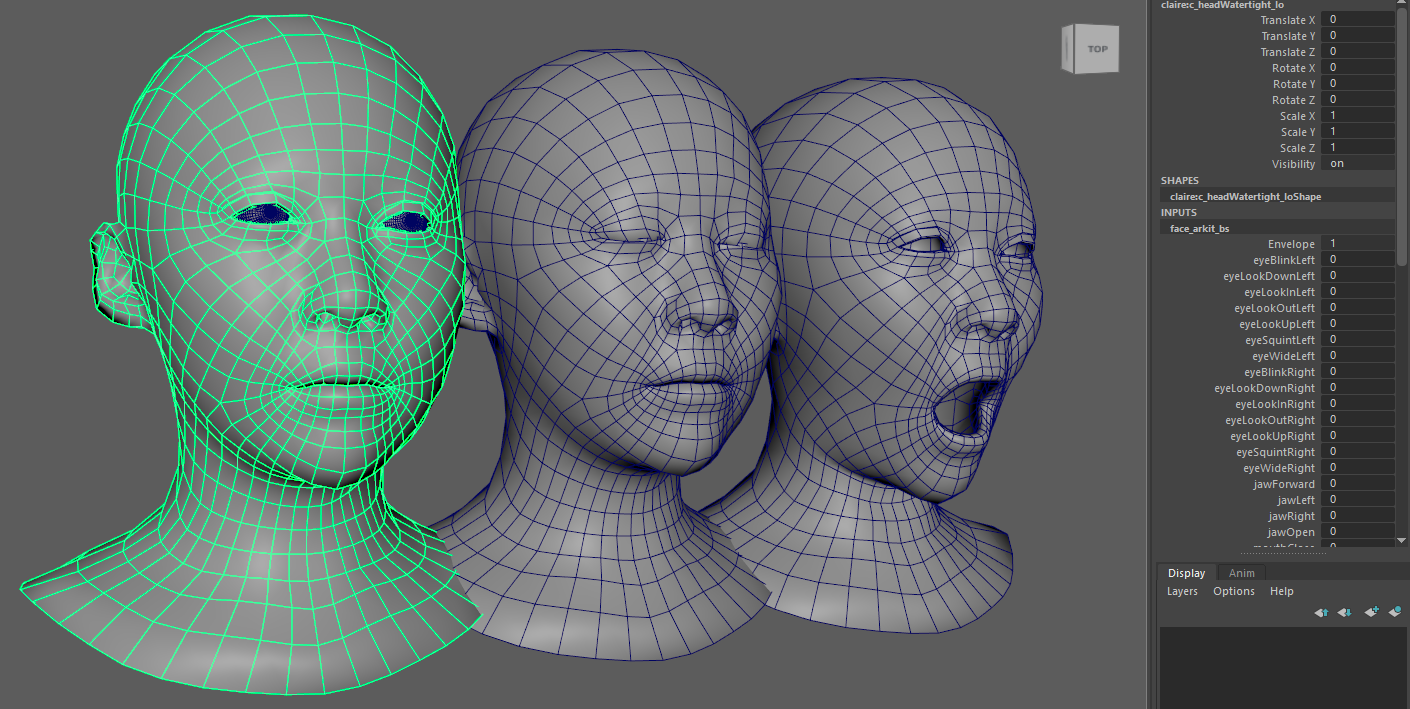 TOP
claire:c_headWatertight_lo
Translate X 0
Translate Y 0
Translate Z 0
Rotate X 0
Rotate Y 0
Rotate Z 0
Scale X 1
Scale Y 1
Scale Z 1
Visibility on
SHAPES
claire:c_headWatertight_loShape
INPUTS
face_arkit_bs
Envelope 1
eyeBlinkLeft 0
eyeLookDownLeft 0
eyeLookInLeft 0
eyeLookOutLeft 0
eyeLookUpLeft 0
eyeSquintLeft 0
eyeWideLeft 0
eyeBlinkRight 0
eyeLookDownRight 0
eyeLookInRight 0
eyeLookOutRight 0
eyeLookUpRight 0
eyeSquintRight 0
eyeWideRight 0
jawForward 0
jawLeft 0
jawRight 0
jawOpen 0
Display Anim
Layers Options Help